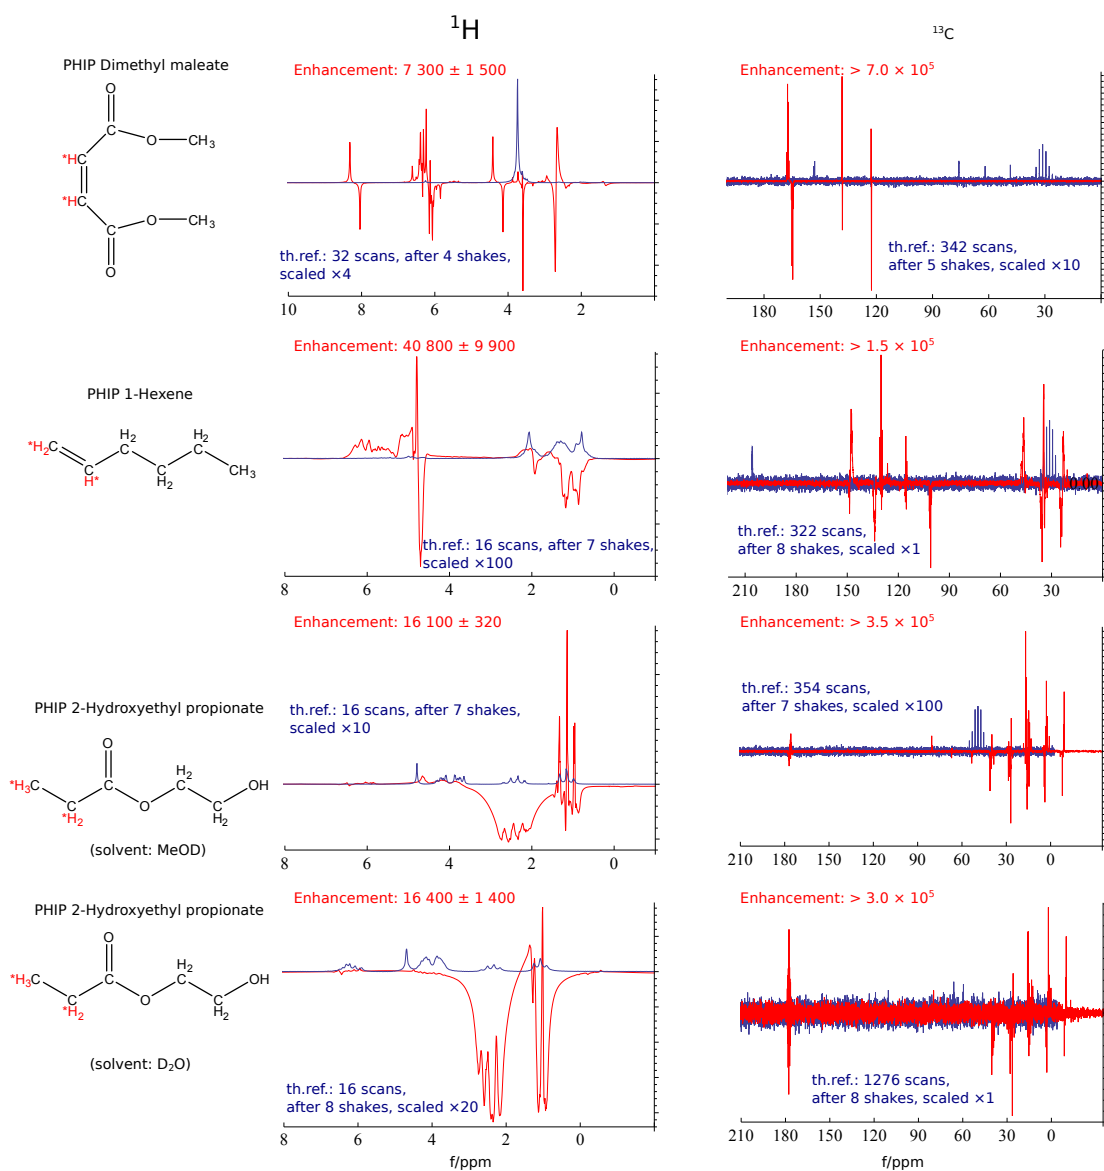 ¹H
¹³C
PHIP Dimethyl maleate
Enhancement: 7 300 ± 1 500
Enhancement: > 7.0 × 10⁵
O
C
O
CH₃
*H
C
*H
C
C
O
CH₃
O
th.ref.: 32 scans, after 4 shakes,
scaled ×4
th.ref.: 342 scans,
after 5 shakes, scaled ×10
10 8 6 4 2
180 150 120 90 60 30
PHIP 1-Hexene
Enhancement: 40 800 ± 9 900
Enhancement: > 1.5 × 10⁵
*H₂C
H₂
H₂
CH₃
H*
H₂
0.00
th.ref.: 16 scans, after 7 shakes,
scaled ×100
th.ref.: 322 scans,
after 8 shakes, scaled ×1
8 6 4 2 0
210 180 150 120 90 60 30
PHIP 2-Hydroxyethyl propionate
Enhancement: 16 100 ± 320
Enhancement: > 3.5 × 10⁵
th.ref.: 16 scans, after 7 shakes,
scaled ×10
th.ref.: 354 scans,
after 7 shakes, scaled ×100
O
H₂
C
OH
*H₃C
C
*H₂
O
C
H₂
(solvent: MeOD)
8 6 4 2 0
210 180 150 120 90 60 30 0
PHIP 2-Hydroxyethyl propionate
Enhancement: 16 400 ± 1 400
Enhancement: > 3.0 × 10⁵
O
H₂
C
OH
*H₃C
C
*H₂
O
C
H₂
(solvent: D₂O)
th.ref.: 16 scans,
after 8 shakes, scaled ×20
th.ref.: 1276 scans,
after 8 shakes, scaled ×1
8 6 4 2 0
210 180 150 120 90 60 30 0
f/ppm
f/ppm